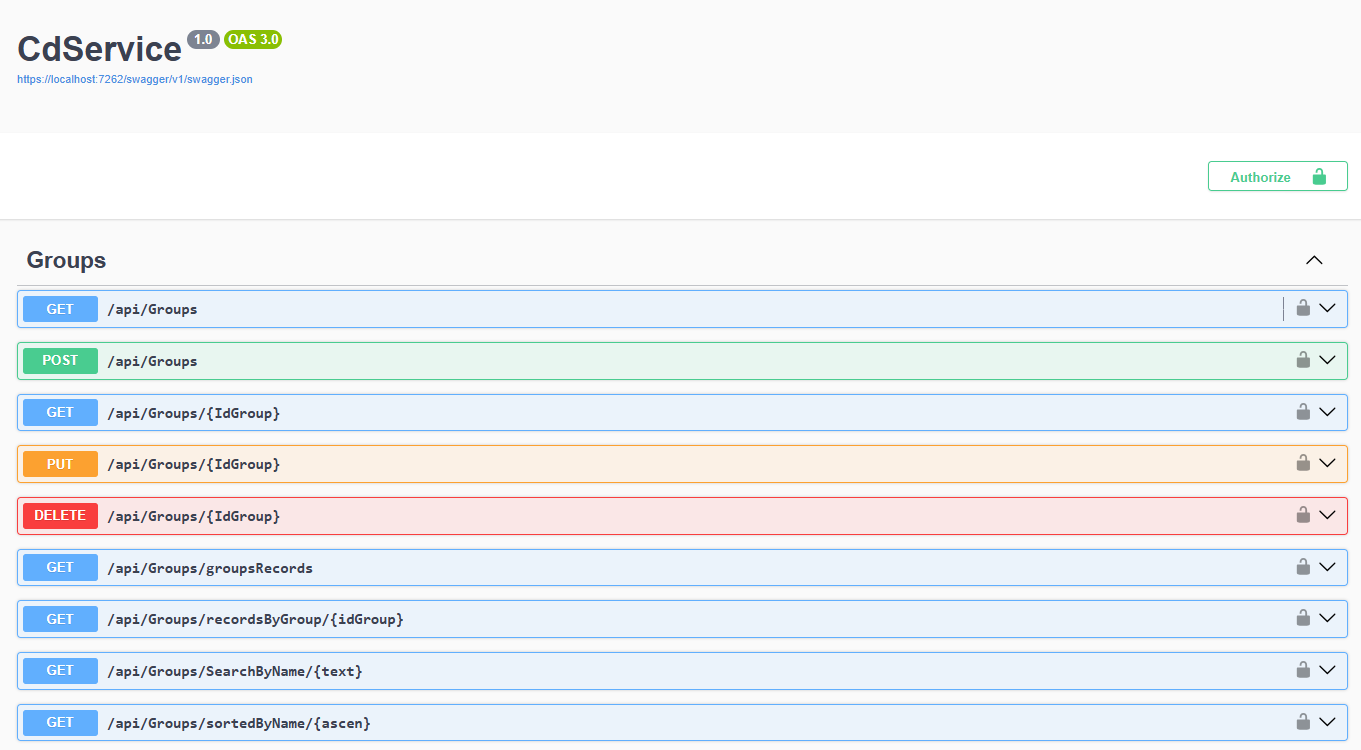 CdService 1.0 OAS 3.0
https://localhost:7262/swagger/v1/swagger.json
Authorize
Groups
GET /api/Groups
POST /api/Groups
GET /api/Groups/{IdGroup}
PUT /api/Groups/{IdGroup}
DELETE /api/Groups/{IdGroup}
GET /api/Groups/groupsRecords
GET /api/Groups/recordsByGroup/{idGroup}
GET /api/Groups/SearchByName/{text}
GET /api/Groups/sortedByName/{ascen}